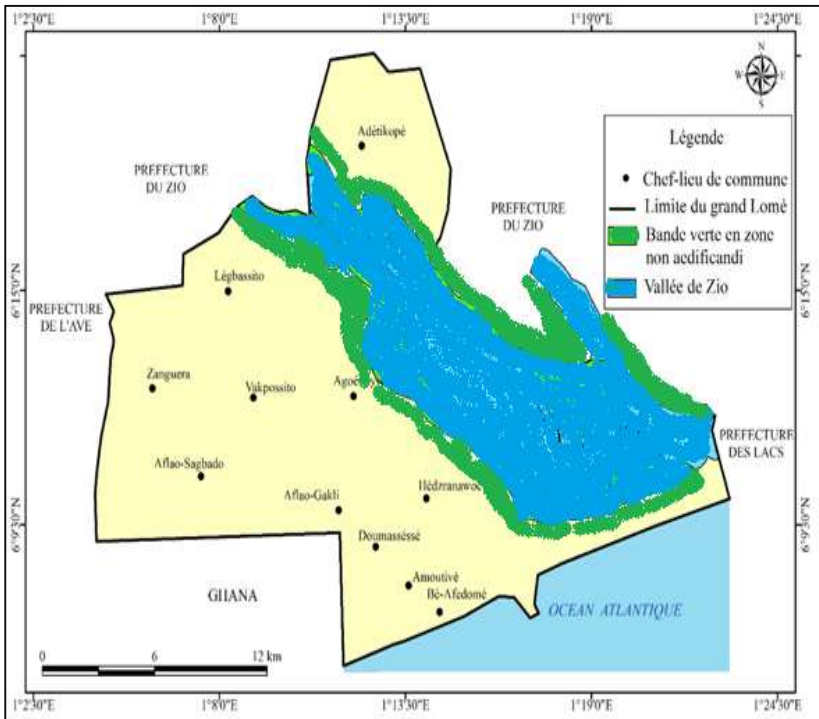 1°2'30"E 1°8'0"E 1°13'30"E 1°19'0"E 1°24'30"E
N
W E
S
Adétikopé
Légende
Chef-lieu de commune
Limite du grand Lomé
Bande verte en zone
non aedificandi
Vallée de Zio
PREFECTURE
DU ZIO
PREFECTURE
DU ZIO
6°15'0"N 6°15'0"N
Légbassito
PREFECTURE
DE L'AVE
Zanguera
Vakpossito
PREFECTURE
DES LACS
Aflao-Sagbado
Hédzranawoé
Aflao-Gakli
6°9'30"N 6°9'30"N
Doumasséssé
Amoutivé
Bè-Afedomé
GHANA
OCEAN ATLANTIQUE
0 6 12 km
1°2'30"E 1°8'0"E 1°13'30"E 1°19'0"E 1°24'30"E